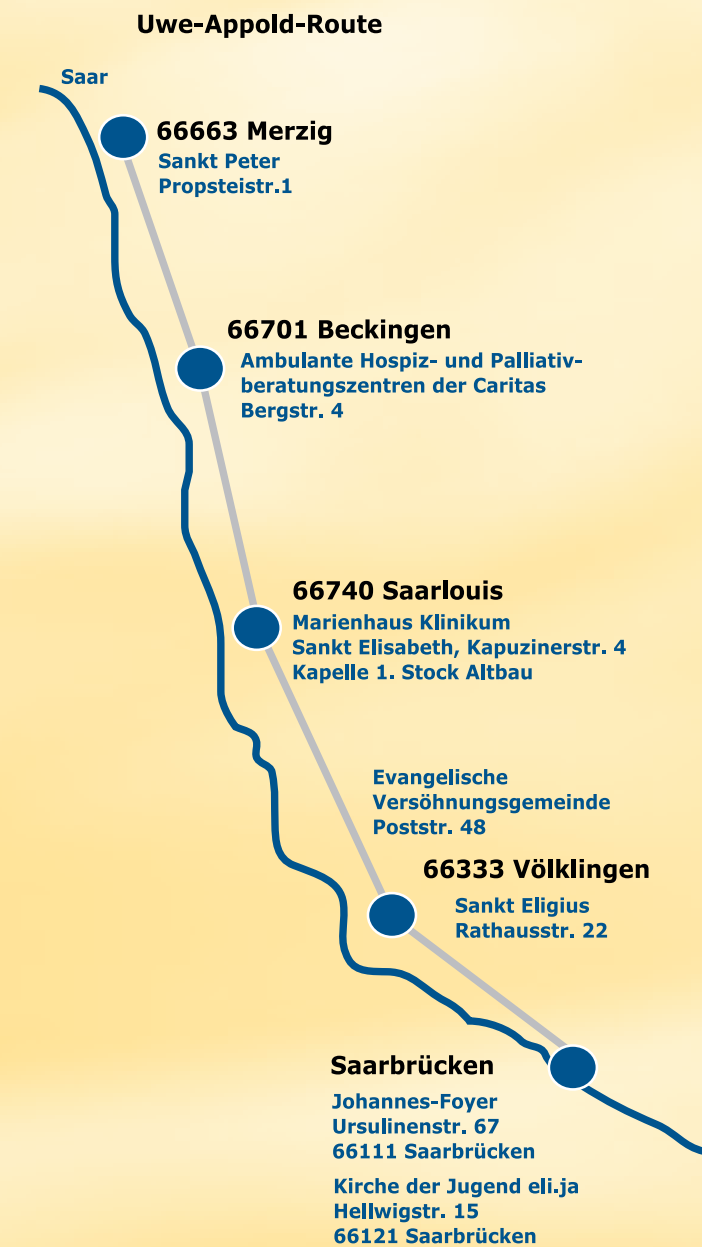 Uwe-Appold-Route
Saar
66663 Merzig
Sankt Peter
Propsteistr.1
66701 Beckingen
Ambulante Hospiz- und Palliativ-
beratungszentren der Caritas
Bergstr. 4
66740 Saarlouis
Marienhaus Klinikum
Sankt Elisabeth, Kapuzinerstr. 4
Kapelle 1. Stock Altbau
Evangelische
Versöhnungsgemeinde
Poststr. 48
66333 Völklingen
Sankt Eligius
Rathausstr. 22
Saarbrücken
Johannes-Foyer
Ursulinenstr. 67
66111 Saarbrücken
Kirche der Jugend eli.ja
Hellwigstr. 15
66121 Saarbrücken